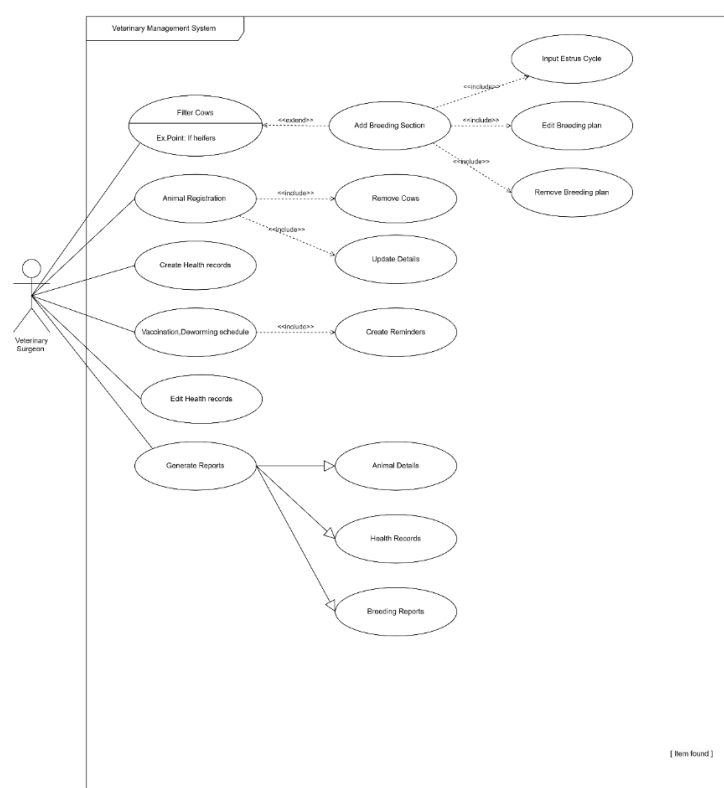 Veterinary Management System
Input Estrus Cycle
<<include>>
Filter Cows
Ex.Point: If heifers
<<extend>>
Add Breeding Section
<<include>>
Edit Breeding plan
<<include>>
Remove Breeding plan
Animal Registration
<<include>>
Remove Cows
<<include>>
Update Details
Create Health records
Veterinary
Surgeon
Vaccination,Deworming schedule
<<include>>
Create Reminders
Edit Health records
Generate Reports
Animal Details
Health Records
Breeding Reports
[ Item found ]